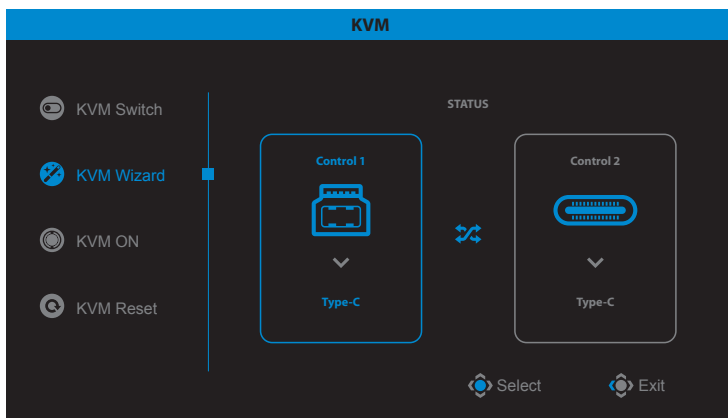 KVM
KVM Switch
KVM Wizard
KVM ON
KVM Reset
STATUS
Control 1
Type-C
Control 2
Type-C
Select
Exit